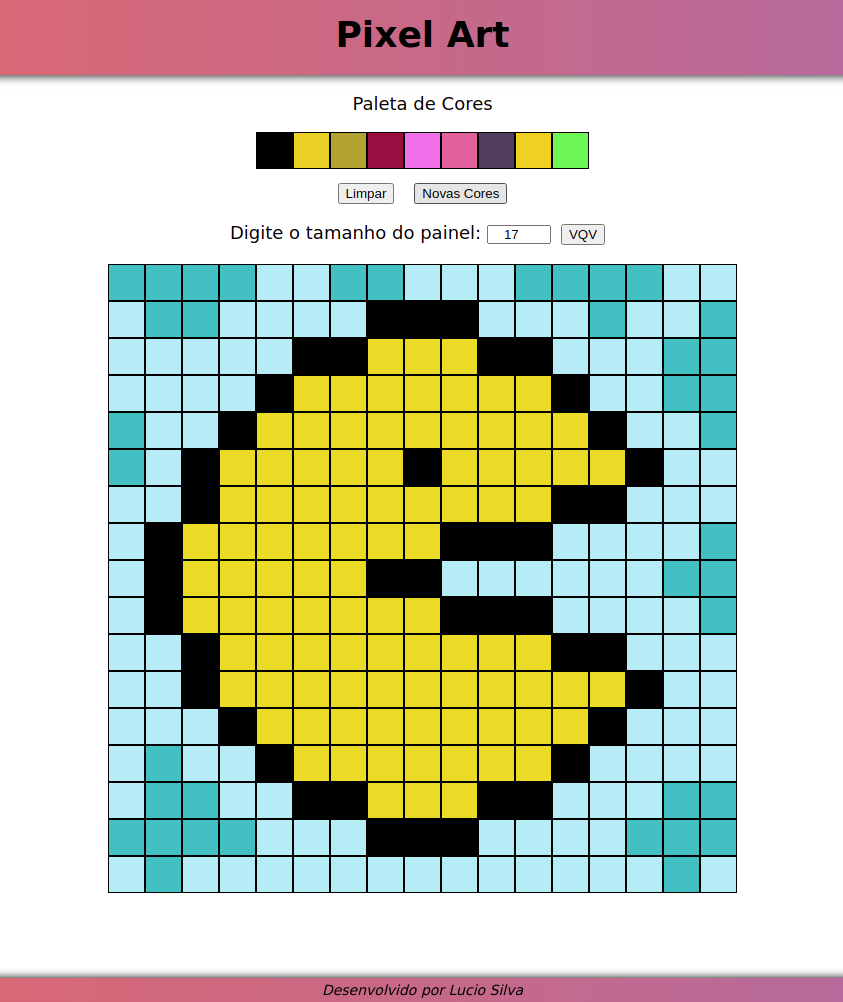 Pixel Art
Paleta de Cores
Limpar Novas Cores
Digite o tamanho do painel: 17 VQV
Desenvolvido por Lucio Silva